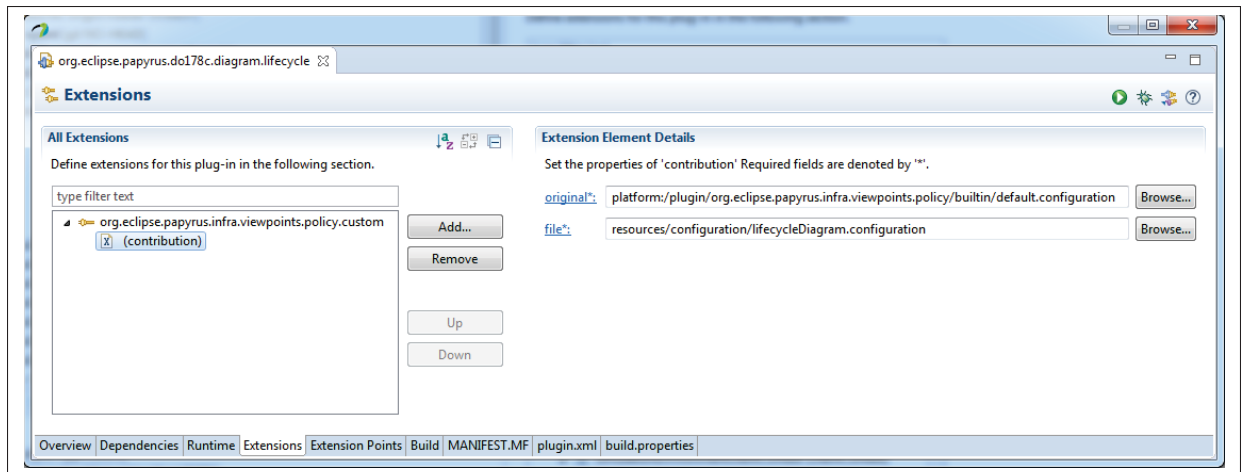 org.eclipse.papyrus.do178c.diagram.lifecycle
Extensions
All Extensions
Define extensions for this plug-in in the following section.
type filter text
org.eclipse.papyrus.infra.viewpoints.policy.custom
(contribution)
Add...
Remove
Up
Down
Extension Element Details
Set the properties of 'contribution' Required fields are denoted by '*'.
original*: platform:/plugin/org.eclipse.papyrus.infra.viewpoints.policy/builtin/default.configuration Browse...
file*: resources/configuration/lifecycleDiagram.configuration Browse...
Overview Dependencies Runtime Extensions Extension Points Build MANIFEST.MF plugin.xml build.properties